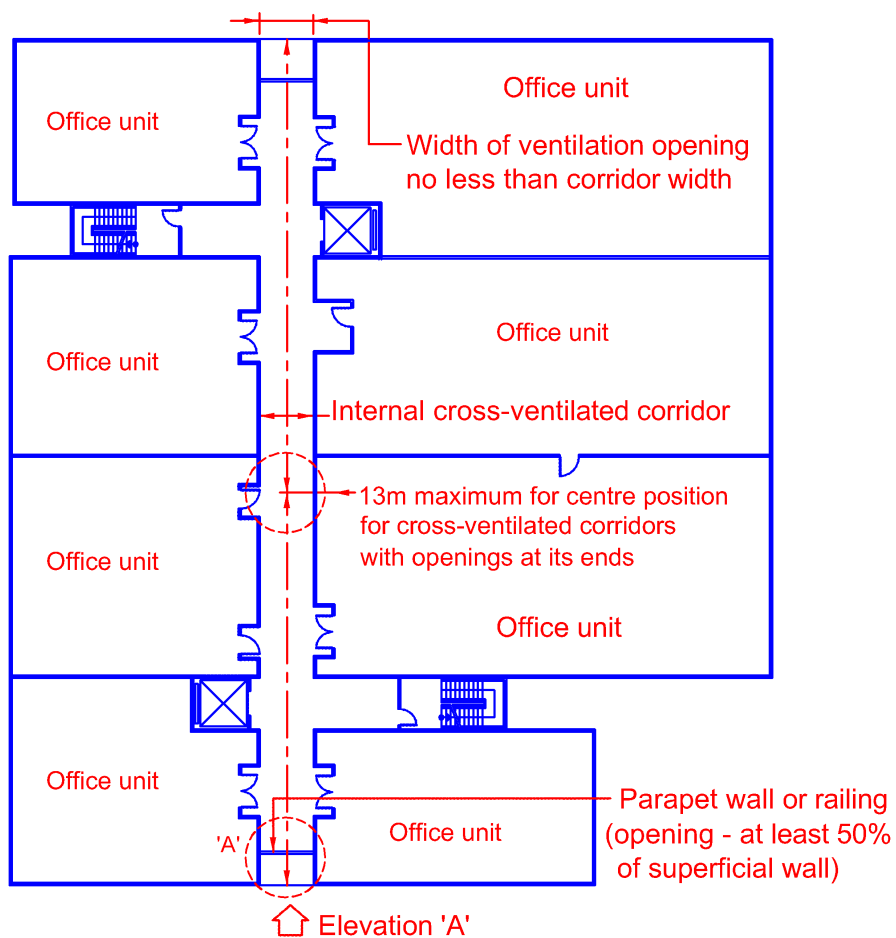 Office unit
Office unit
Width of ventilation opening
no less than corridor width
Office unit
Office unit
Internal cross-ventilated corridor
13m maximum for centre position
for cross-ventilated corridors
with openings at its ends
Office unit
Office unit
Office unit
Office unit
Parapet wall or railing
(opening - at least 50%
of superficial wall)
'A'
Elevation 'A'